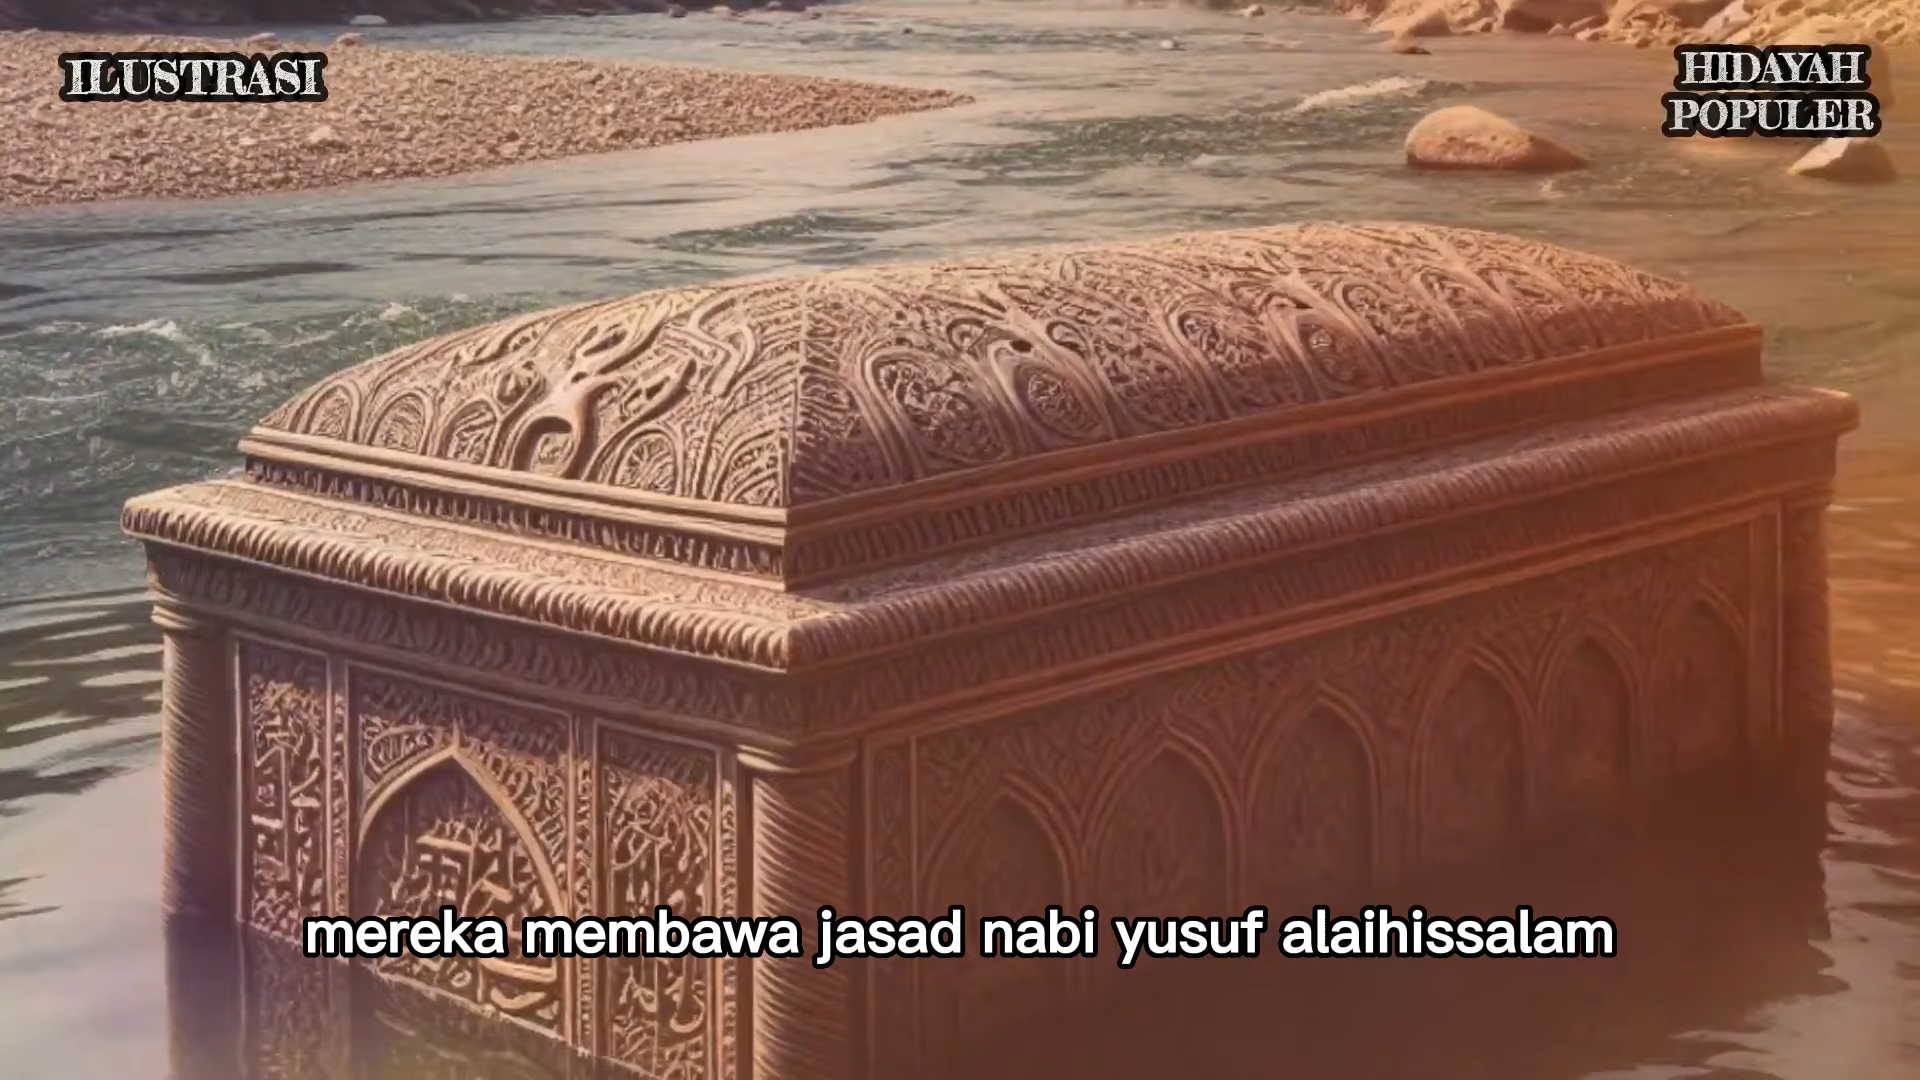 ILUSTRASI
HIDAYAH
POPULER
mereka membawa jasad nabi yusuf alaihissalam